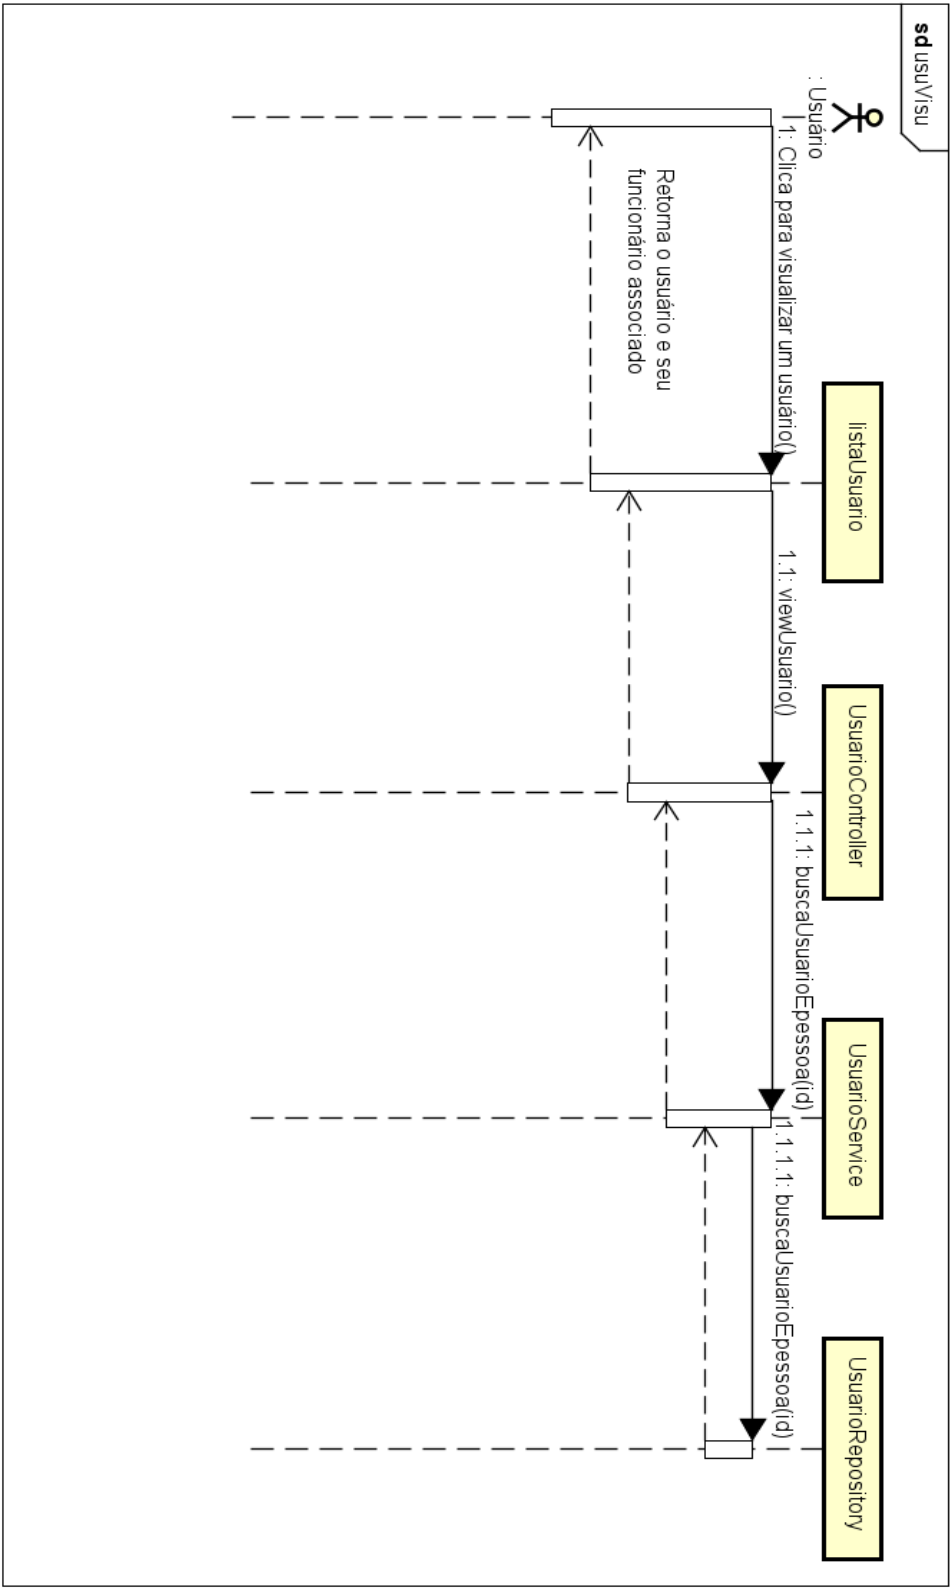 sd usuVisu
: Usuário
listaUsuario
UsuarioController
UsuarioService
UsuarioRepository
1: Clica para visualizar um usuário()
1.1: viewUsuario()
1.1.1: buscaUsuarioEpessoa(id)
1.1.1.1: buscaUsuarioEpessoa(id)
Retorna o usuário e seu
funcionário associado